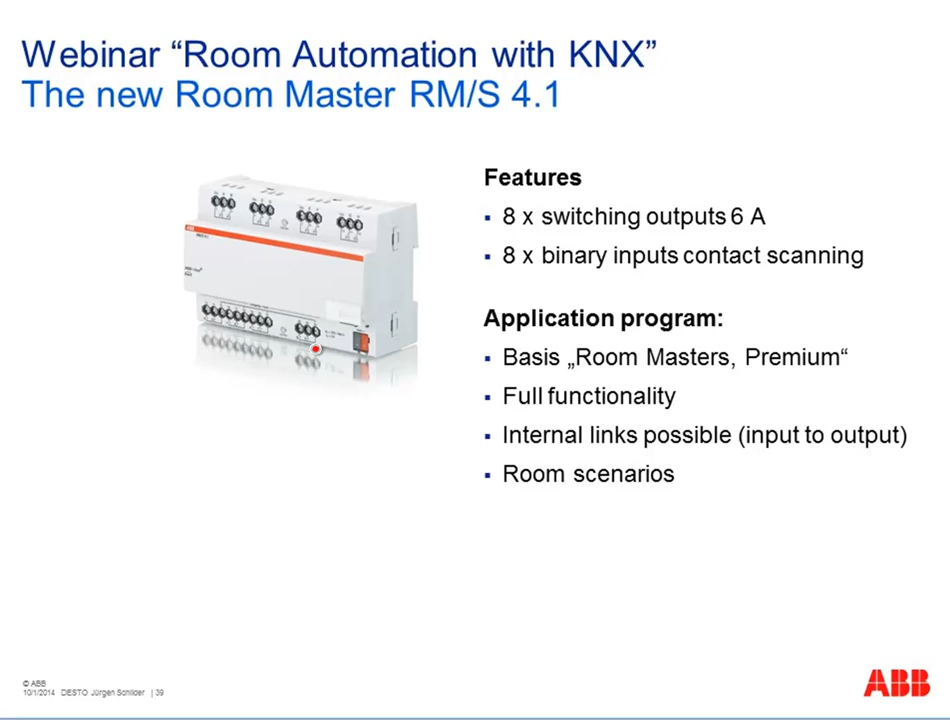 Webinar “Room Automation with KNX”
The new Room Master RM/S 4.1
Features
▪ 8 x switching outputs 6 A
▪ 8 x binary inputs contact scanning
Application program:
▪ Basis „Room Masters, Premium“
▪ Full functionality
▪ Internal links possible (input to output)
▪ Room scenarios
© ABB
10/1/2014 DESTO Jürgen Schilder | 39
ABB